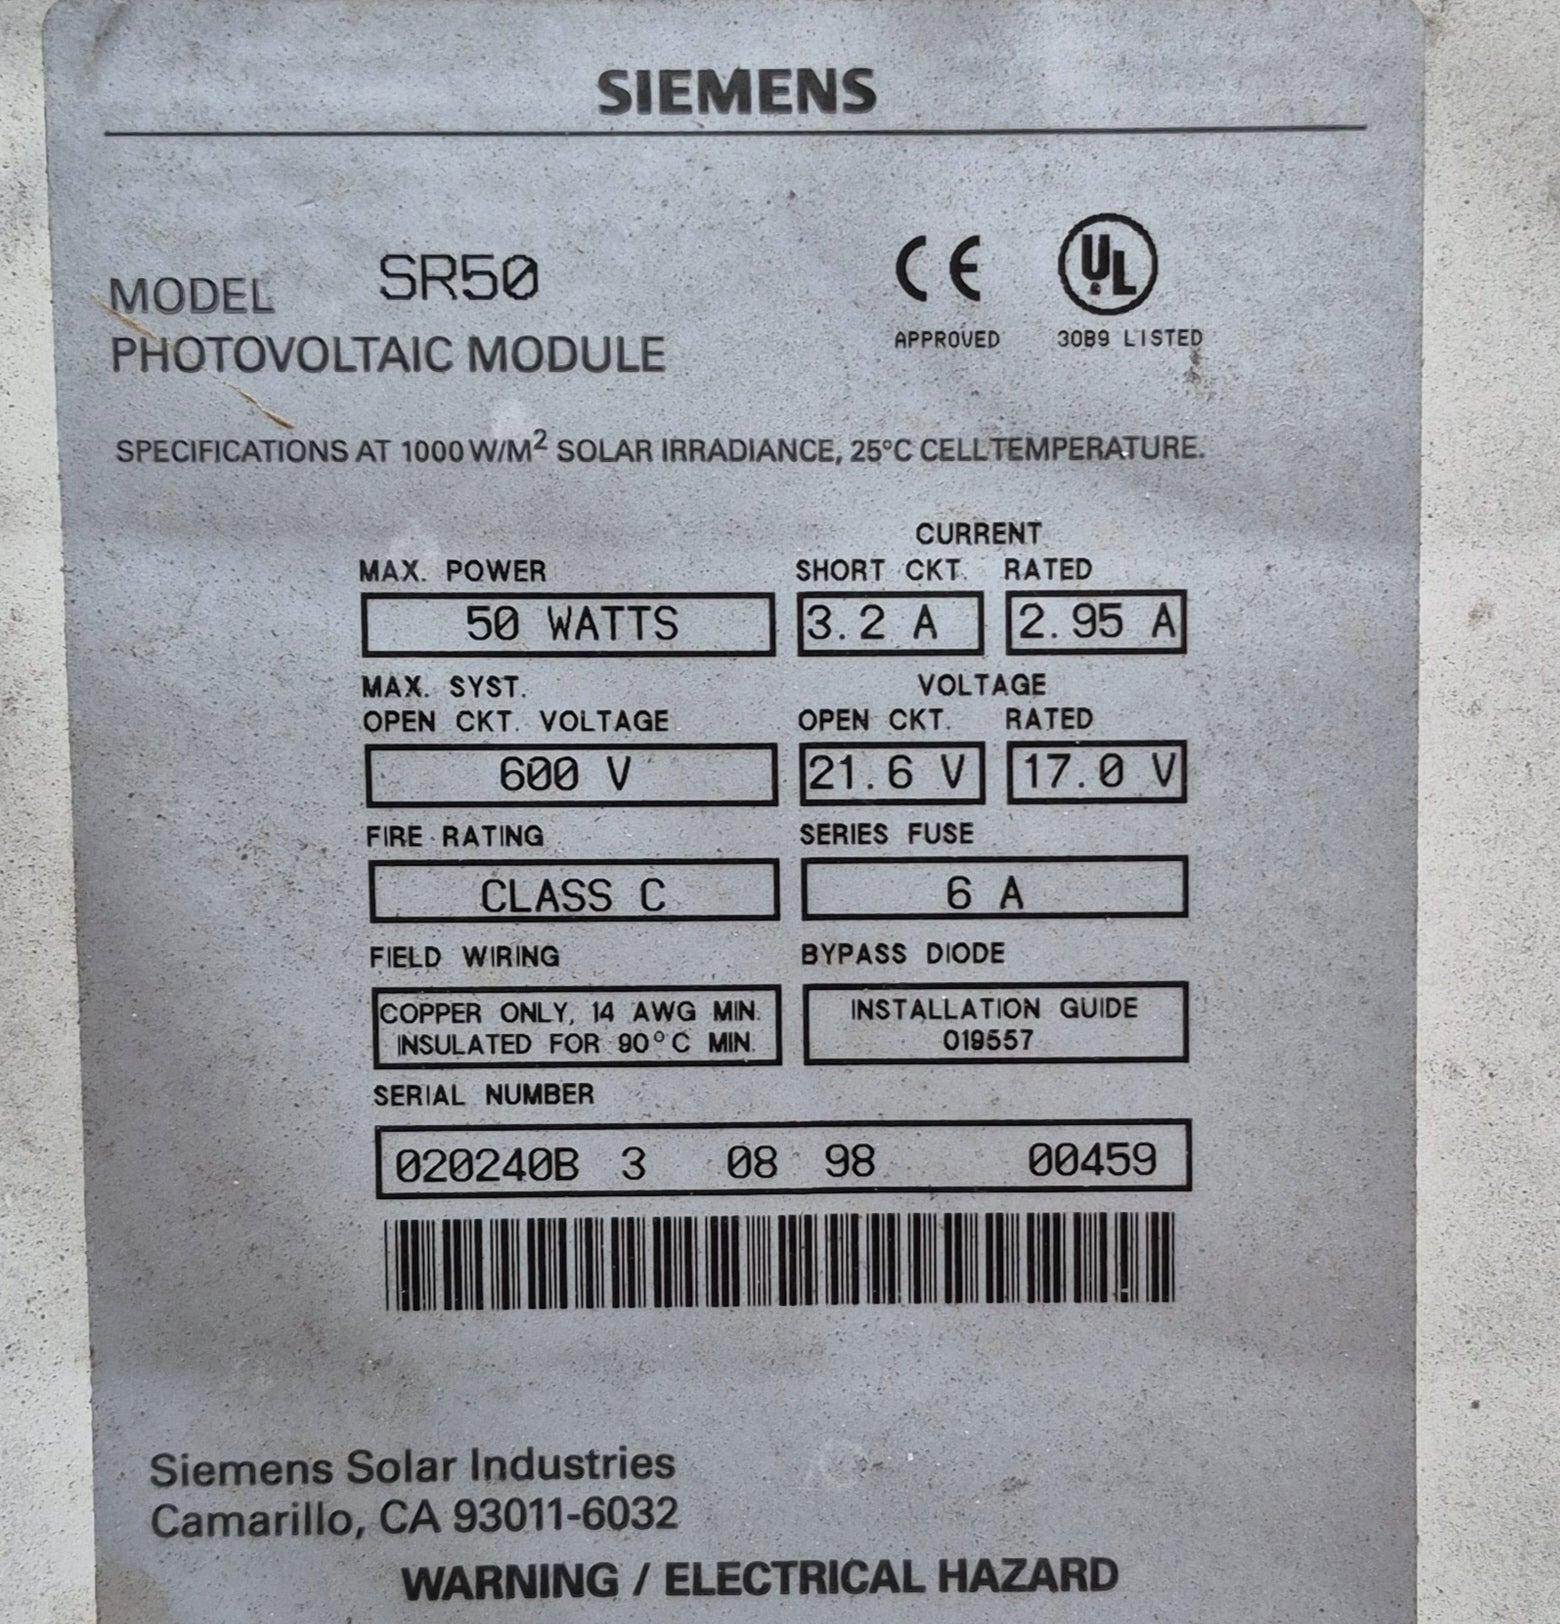 SIEMENS
MODEL SR50
PHOTOVOLTAIC MODULE
CE
UL
APPROVED
30B9 LISTED
SPECIFICATIONS AT 1000 W/M² SOLAR IRRADIANCE, 25°C CELL TEMPERATURE.
CURRENT
MAX. POWER SHORT CKT. RATED
50 WATTS 3.2 A 2.95 A
MAX. SYST. VOLTAGE
OPEN CKT. VOLTAGE OPEN CKT. RATED
600 V 21.6 V 17.0 V
FIRE RATING SERIES FUSE
CLASS C 6 A
FIELD WIRING BYPASS DIODE
COPPER ONLY, 14 AWG MIN. INSTALLATION GUIDE
INSULATED FOR 90°C MIN. 019557
SERIAL NUMBER
020240B 3 08 98 00459
Siemens Solar Industries
Camarillo, CA 93011-6032
WARNING / ELECTRICAL HAZARD